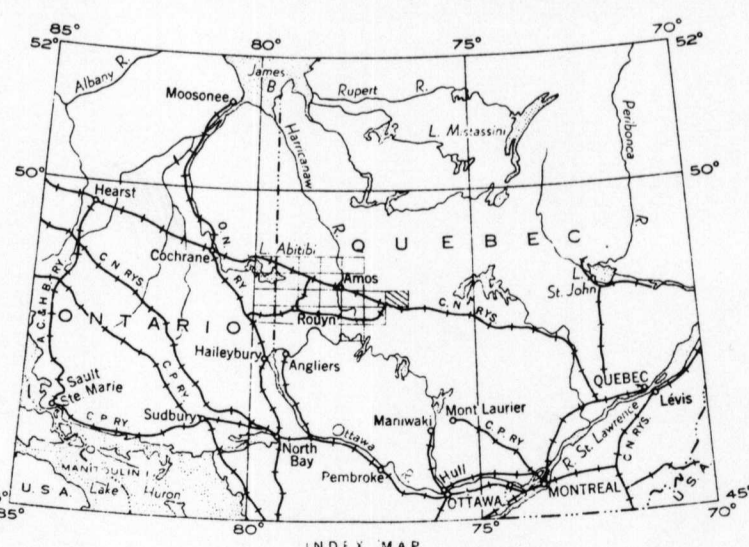 85°
80°
75°
70°
52°
52°
Albany R.
James
B
Moosonee
Rupert R.
L. Mistassini
Peribonca
R.
Harricanaw
R.
50°
50°
Hearst
O.N. RY
L. Abitibi
QUEBEC
Cochrane
C N RYS.
Amos
C. N RYS
L.
St. John
A.C.& H B. RY.
ONTARIO
Rouyn
Haileybury
Angliers
C. P. RY.
Sault
Ste Marie
C P RY
Sudbury
QUEBEC
Lévis
Maniwaki
Mont Laurier
C. P RY
R. St. Lawrence
C. N RYS.
North
Bay
Ottawa
Pembroke
Hull
OTTAWA
MONTREAL
MANITOULIN I
U.S.A.
Lake Huron
U S A
85°
80°
75°
70°
45°
INDEX MAP